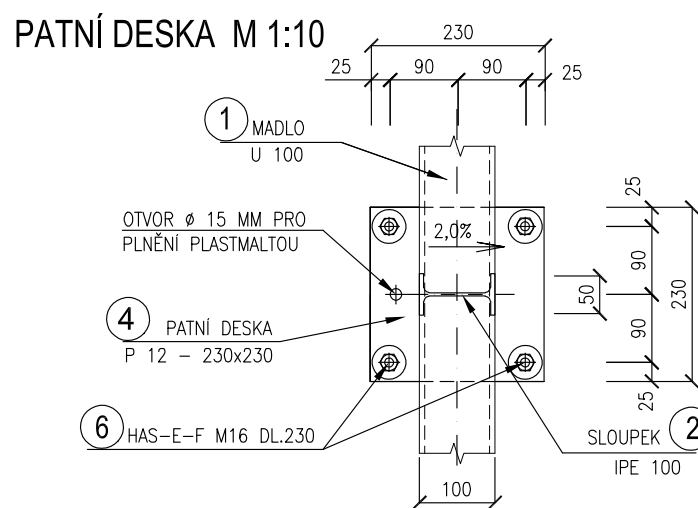 PATNÍ DESKA M 1:10
230
25
90
90
25
1
MADLO
U 100
25
OTVOR ø 15 MM PRO
PLNĚNÍ PLASTMALTOU
2,0%
90
50
230
4
PATNÍ DESKA
P 12 – 230x230
90
25
6
HAS-E-F M16 DL.230
SLOUPEK
2
IPE 100
100